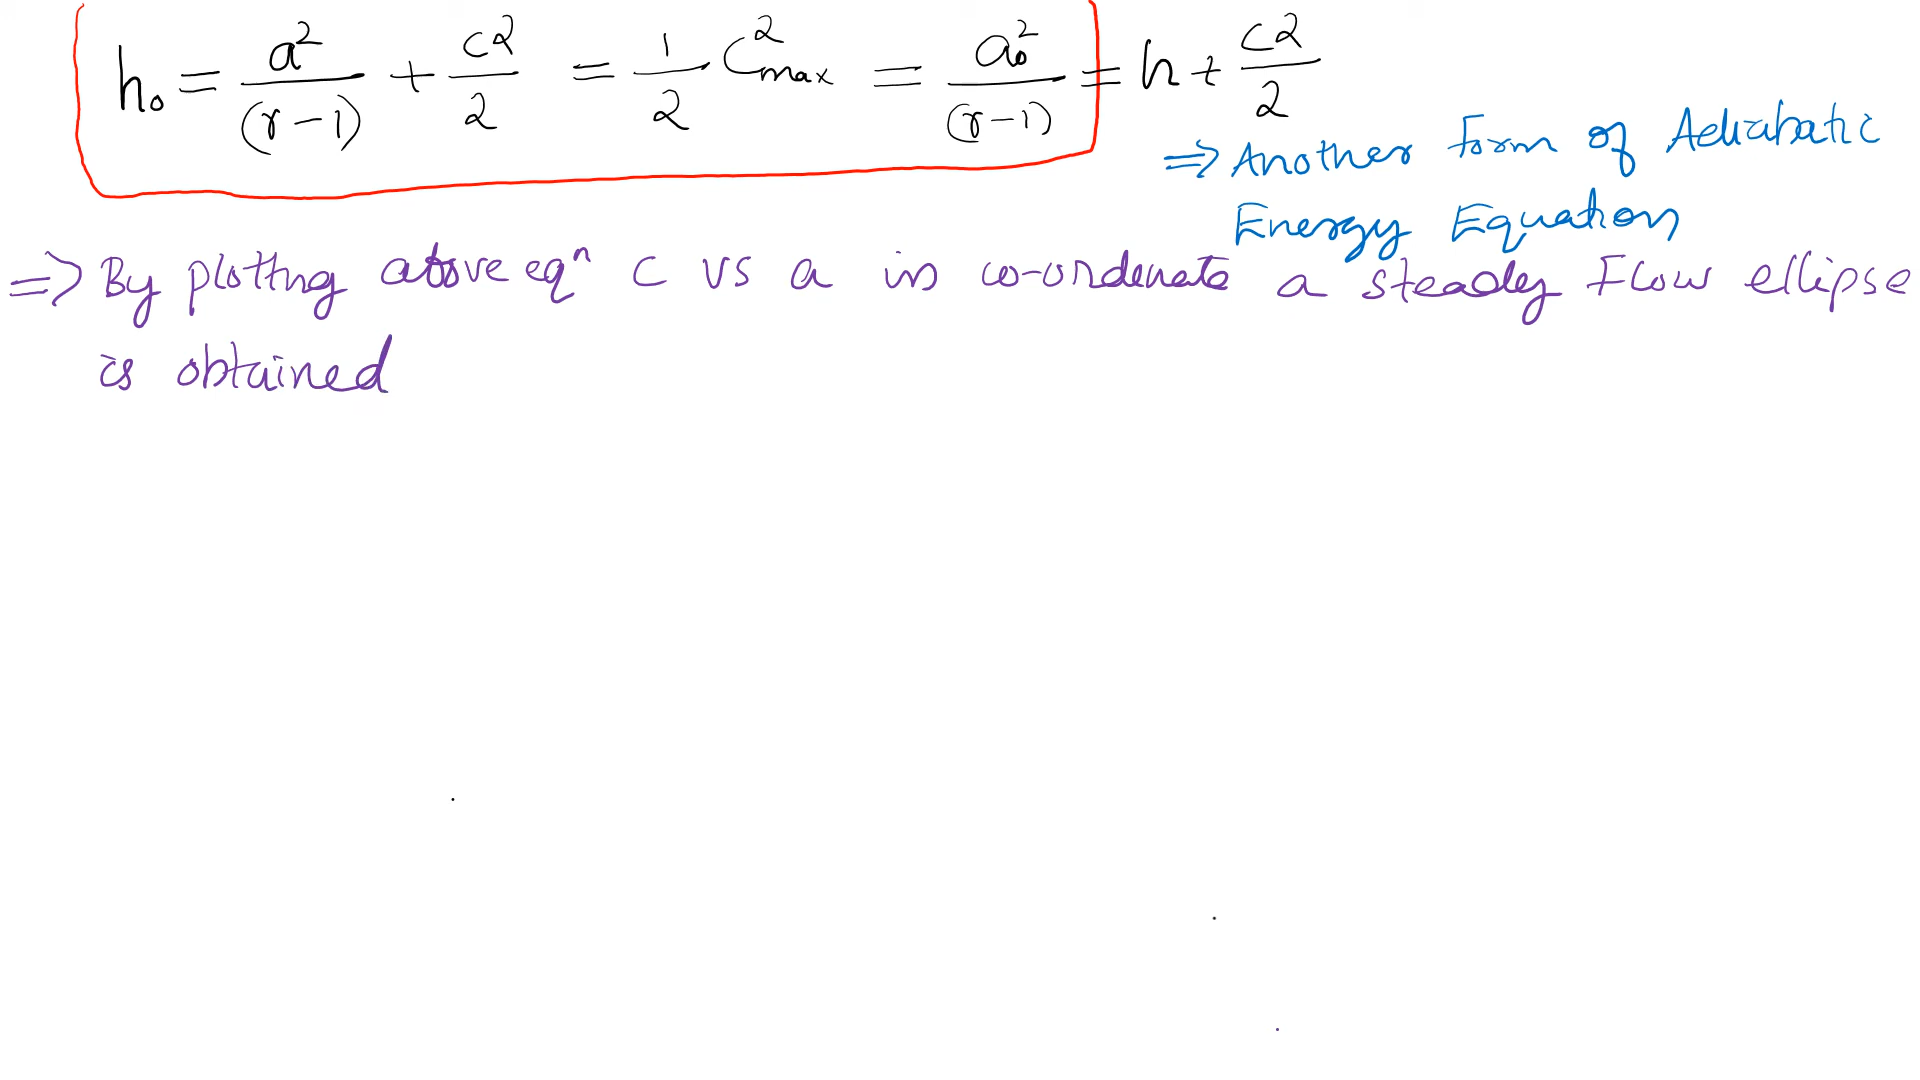 h₀ = a²/(γ-1) + c²/2 = 1/2 C²max = a₀²/(γ-1) = h + c²/2
⇒ Another form of Adiabatic
Energy Equation
⇒ By plotting above eqⁿ C vs a in co-ordinate a steady flow ellipse
is obtained